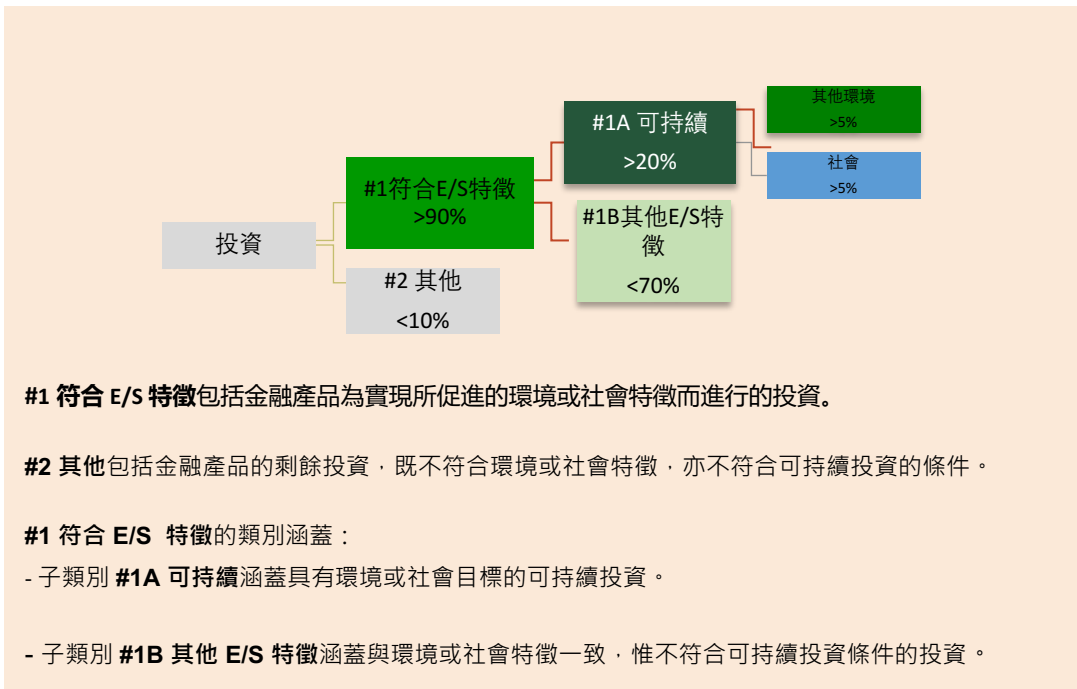 投資
#1符合E/S特徵
>90%
#2 其他
<10%
#1A 可持續
>20%
#1B其他E/S特
徵
<70%
其他環境
>5%
社會
>5%
#1 符合 E/S 特徵包括金融產品為實現所促進的環境或社會特徵而進行的投資。
#2 其他包括金融產品的剩餘投資，既不符合環境或社會特徵，亦不符合可持續投資的條件。
#1 符合 E/S 特徵的類別涵蓋：
- 子類別 #1A 可持續涵蓋具有環境或社會目標的可持續投資。
- 子類別 #1B 其他 E/S 特徵涵蓋與環境或社會特徵一致，惟不符合可持續投資條件的投資。